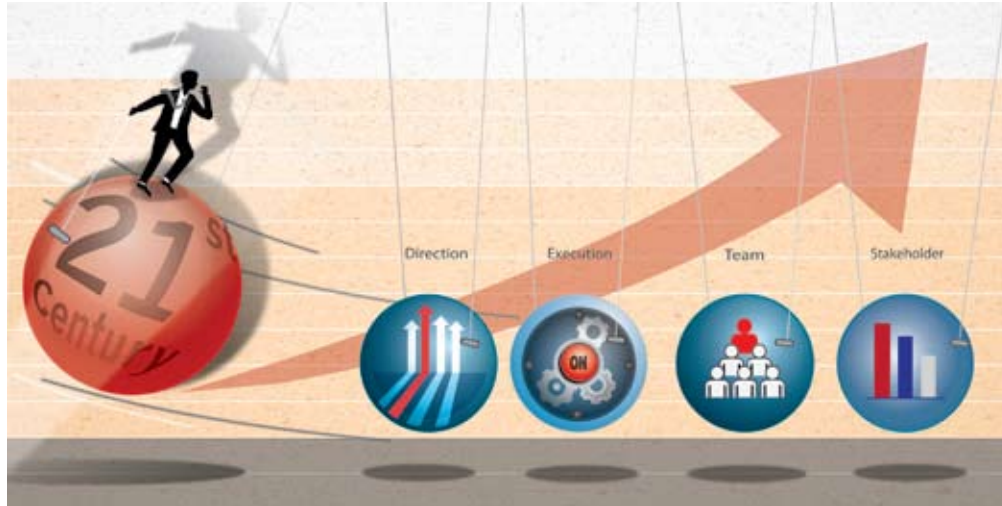 21st
Century
Direction
Execution
Team
Stakeholder
ON